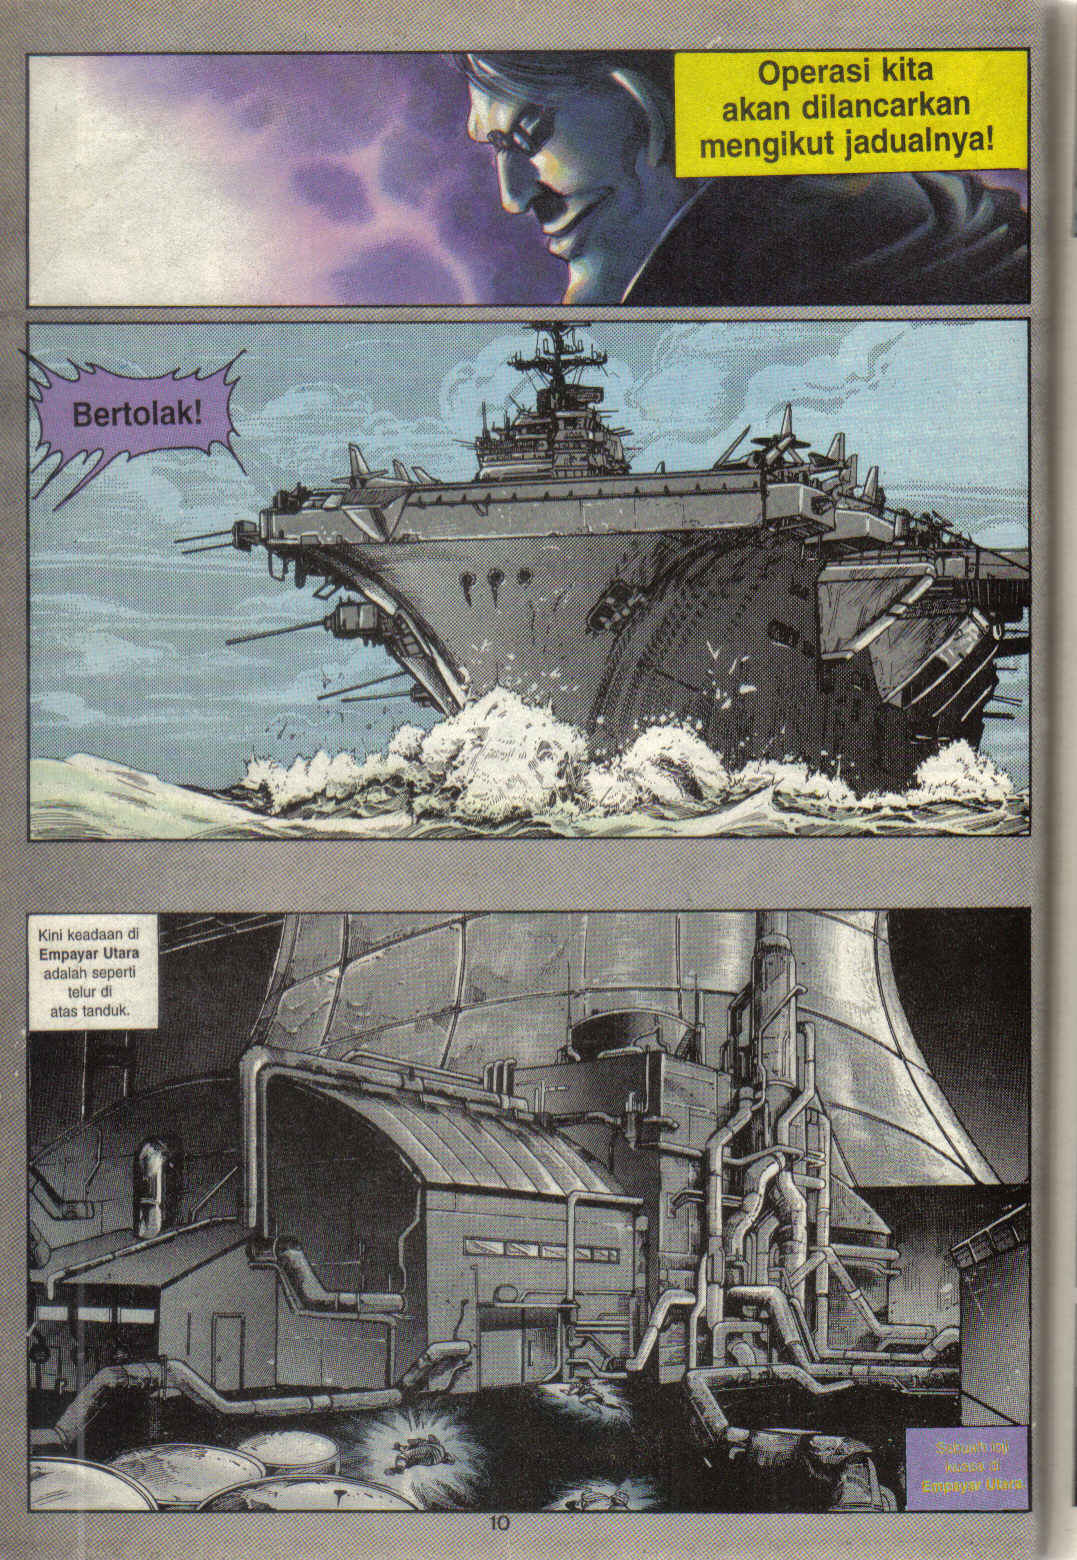 Operasi kita
akan dilancarkan
mengikut jadualnya!
Bertolak!
Kini keadaan di
Empayar Utara
adalah seperti
telur di
atas tanduk.
di
Empayar Utara
10